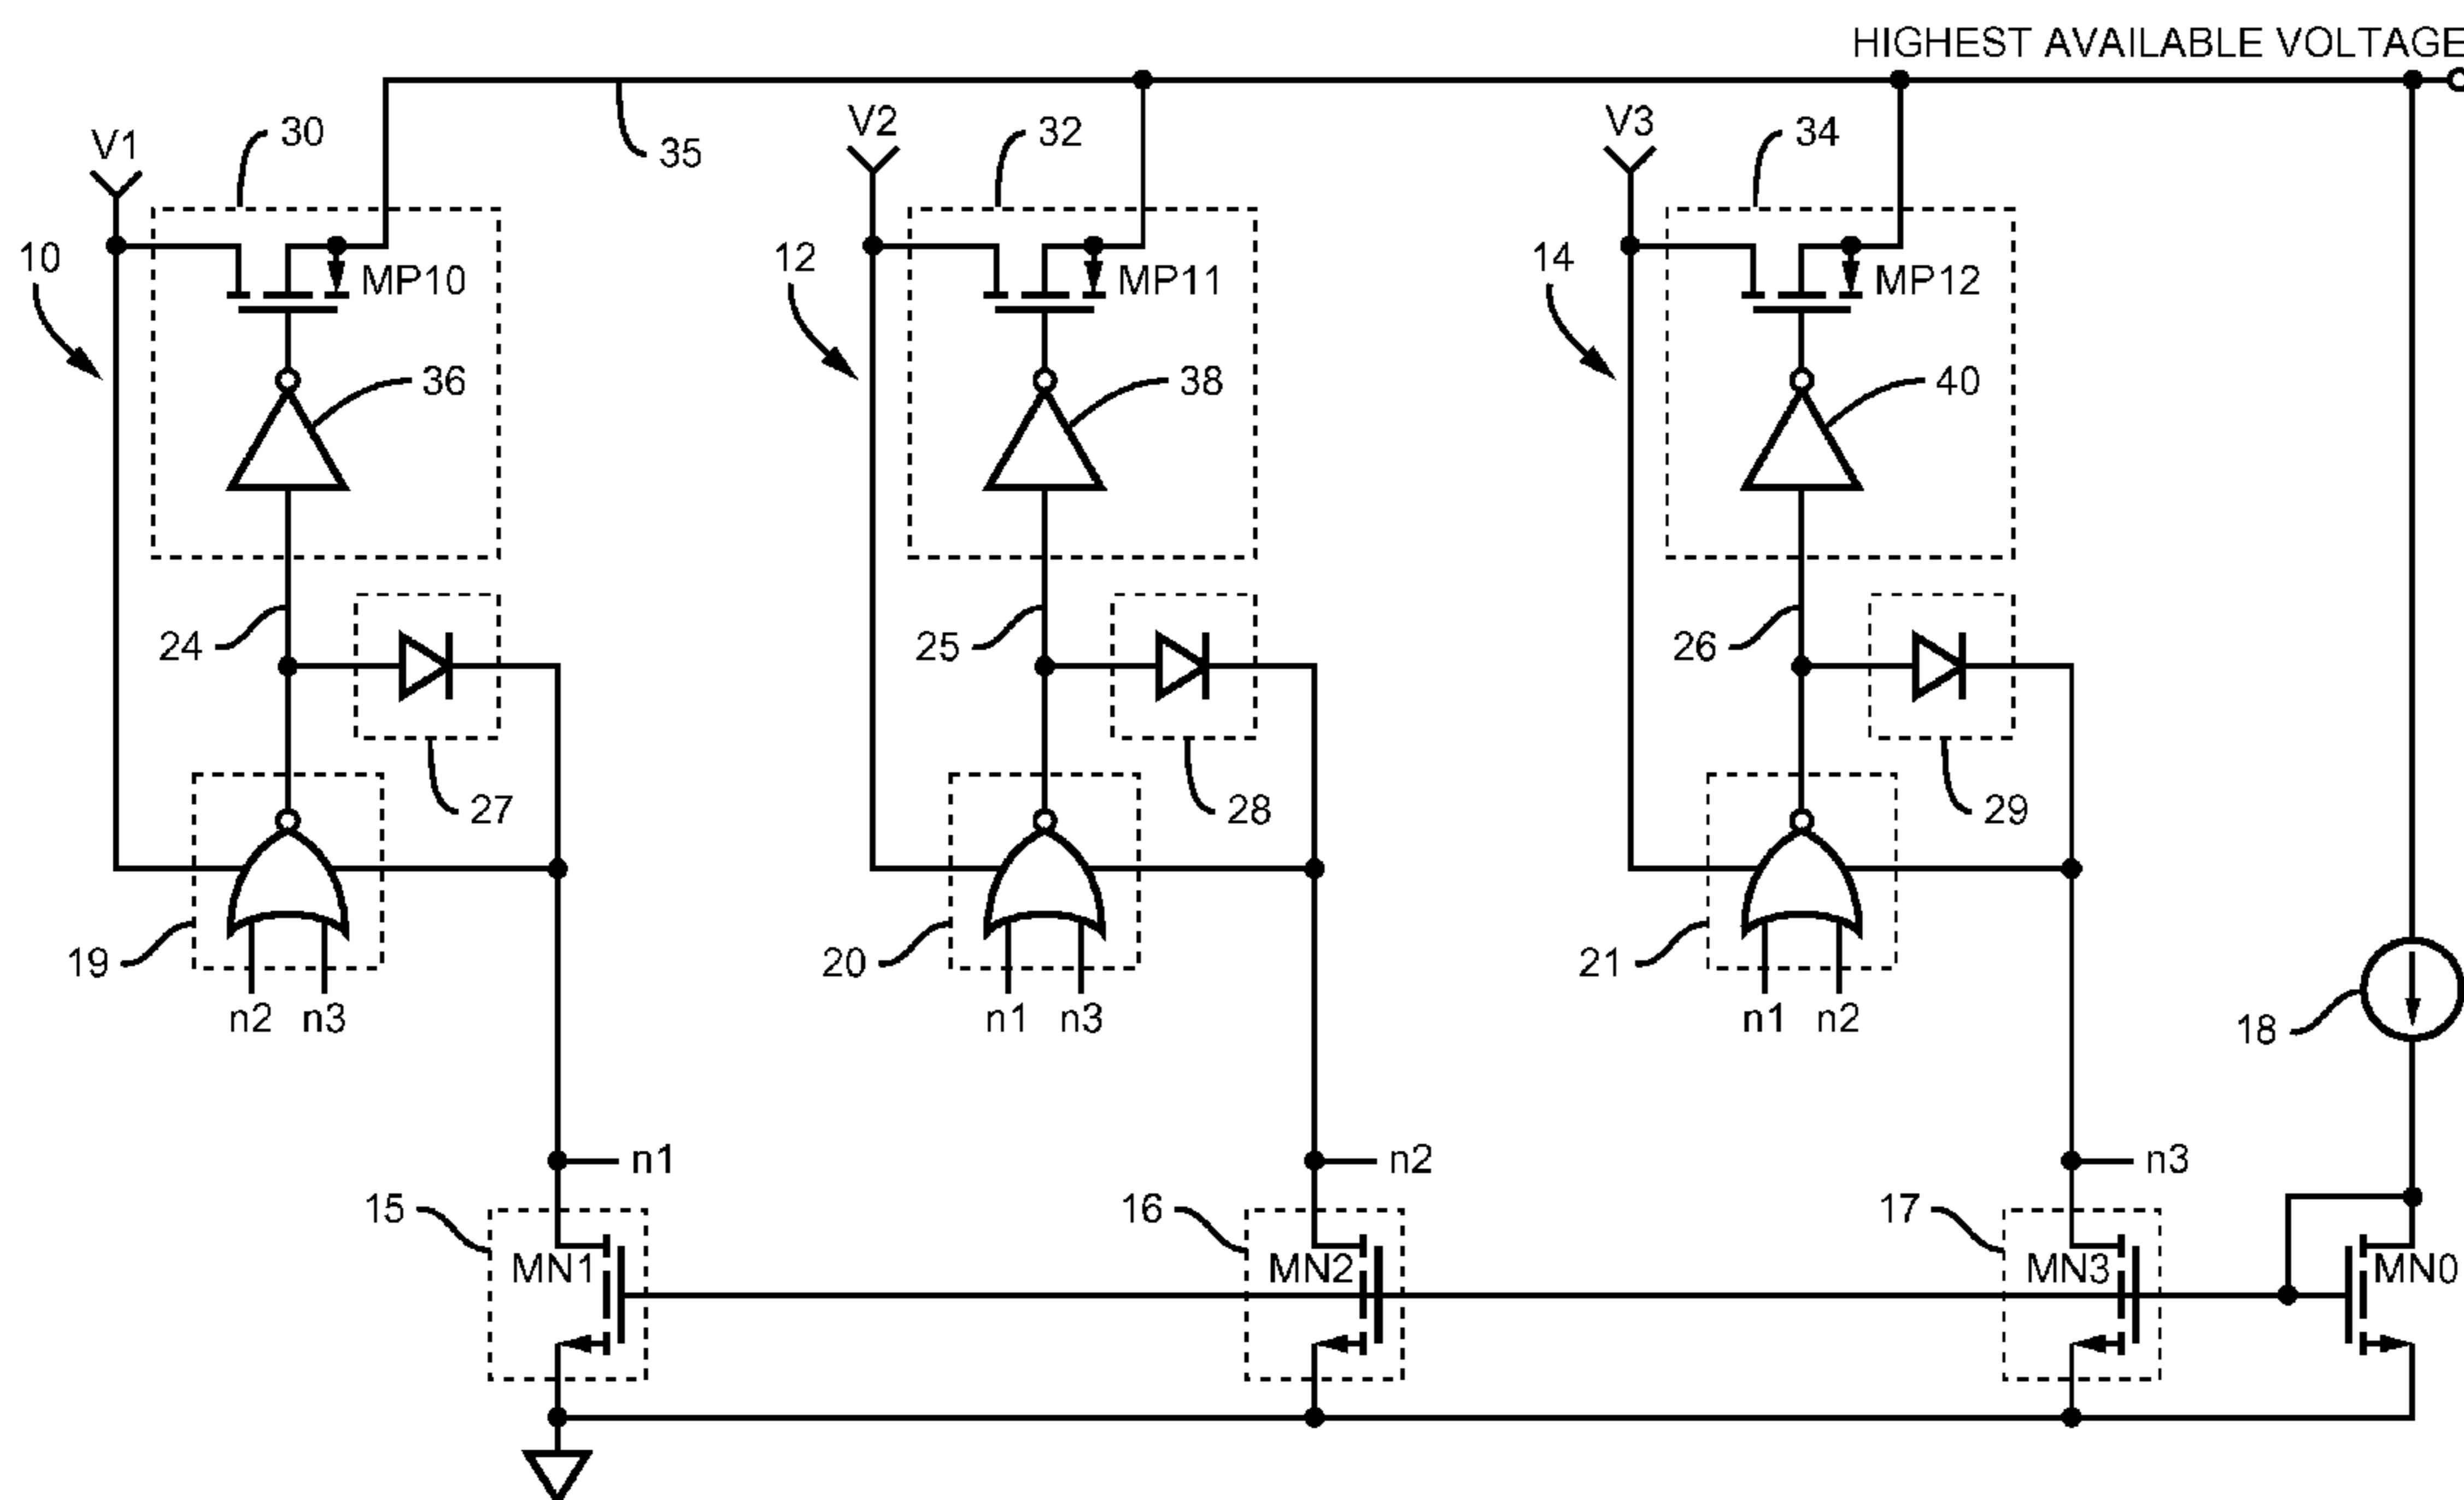 HIGHEST AVAILABLE VOLTAGE
V1
30
35
V2
32
V3
34
10
MP10
12
MP11
14
MP12
36
38
40
24
25
26
27
28
29
19
20
21
n2 n3
n1 n3
n1 n2
18
n1
n2
n3
15
16
17
MN1
MN2
MN3
MN0